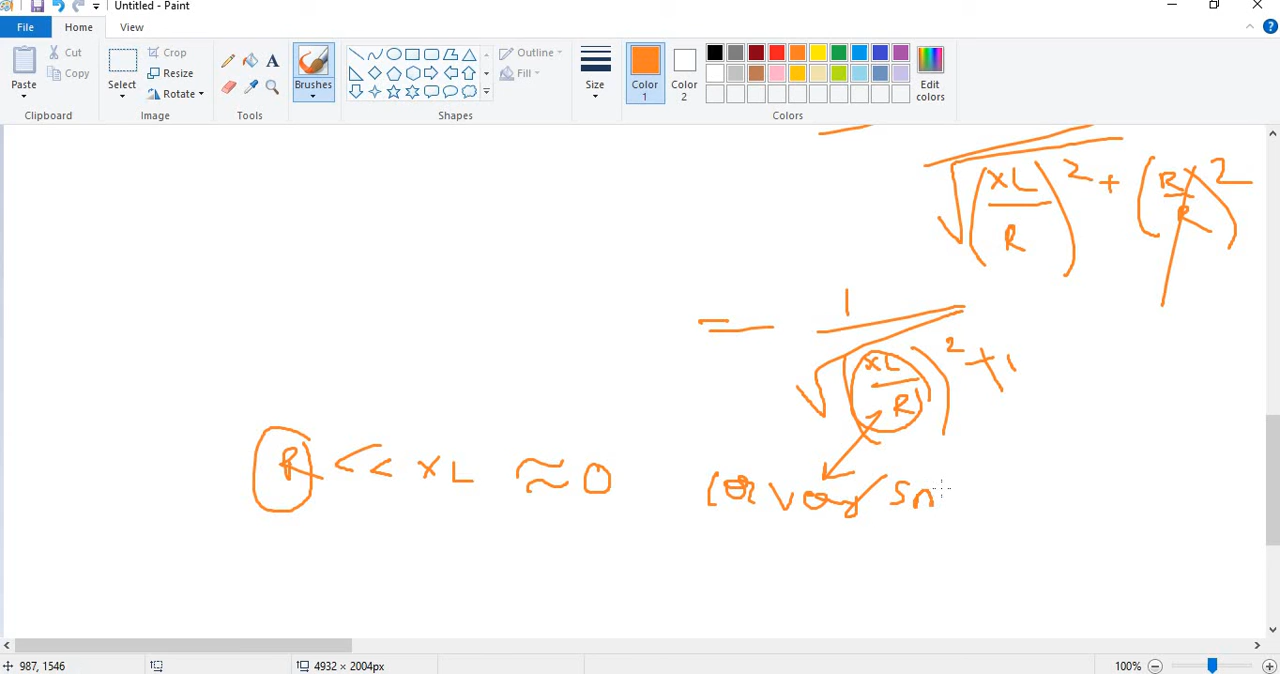 Untitled - Paint
File Home View
Paste
Cut
Copy
Clipboard
Select
Crop
Resize
Rotate
Image
A
Tools
Brushes
Shapes
Outline
Fill
Size
Color 1
Color 2
Edit colors
Colors
√(XL/R)2 + (R/R)2
= 1
√(XL/R)2 + 1
R << XL ≈ 0
very Sm
987, 1546
4932 × 2004px
100%